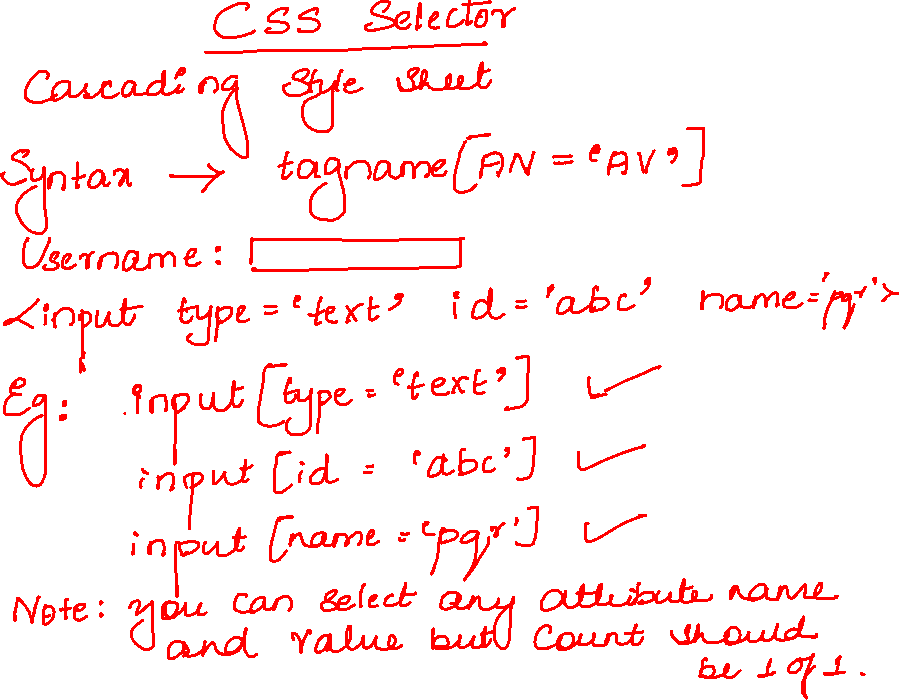 CSS Selector
Cascading Style Sheet
Syntax → tagname[AN = 'AV']
Username:
<input type = 'text' id = 'abc' name='pqr'>
Eg: input[type = 'text'] ✓
input [id = 'abc'] ✓
input [name = 'pqr'] ✓
Note: you can select any attribute name
and value but count should
be 1 of 1.